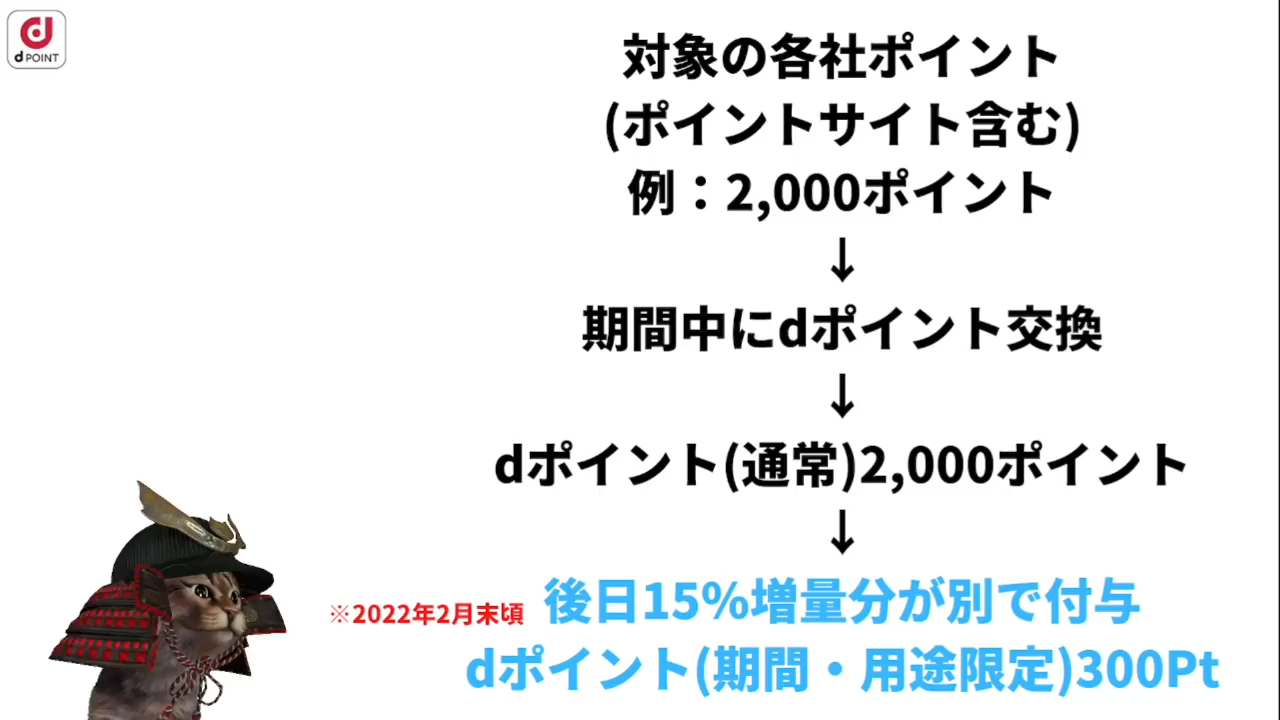 d POINT
対象の各社ポイント
(ポイントサイト含む)
例：2,000ポイント
↓
期間中にdポイント交換
↓
dポイント(通常)2,000ポイント
↓
※2022年2月末頃
後日15%増量分が別で付与
dポイント(期間・用途限定)300Pt